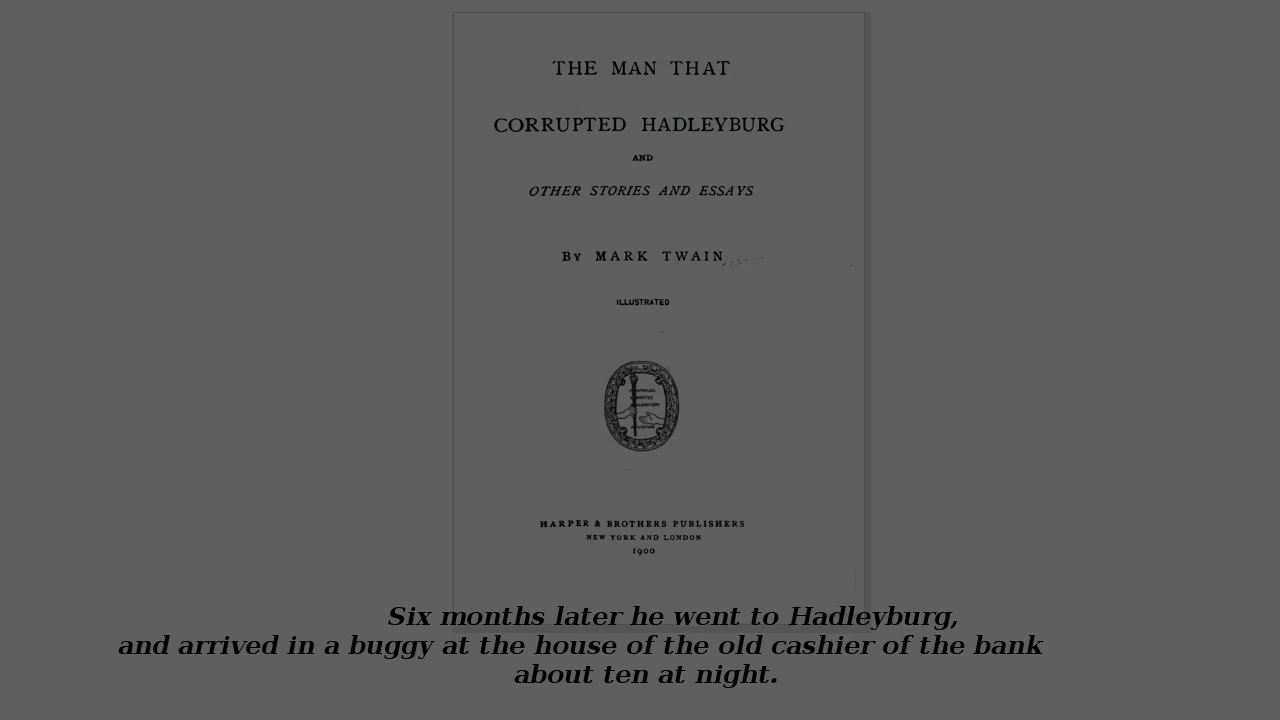 THE MAN THAT
CORRUPTED HADLEYBURG
AND
OTHER STORIES AND ESSAYS
By MARK TWAIN
ILLUSTRATED
HARPER & BROTHERS PUBLISHERS
NEW YORK AND LONDON
1900
Six months later he went to Hadleyburg,
and arrived in a buggy at the house of the old cashier of the bank
about ten at night.